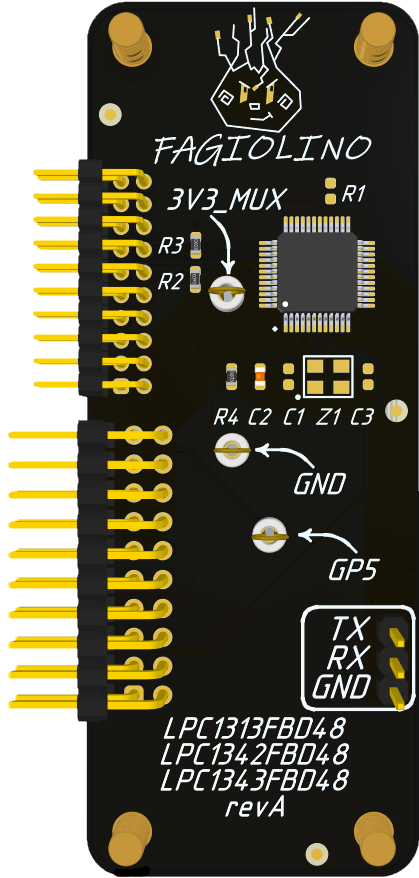 FAGIOLINO
3V3_MUX
R1
R3
R2
R4 C2 C1 Z1 C3
GND
GP5
TX
RX
GND
LPC1313FBD48
LPC1342FBD48
LPC1343FBD48
revA